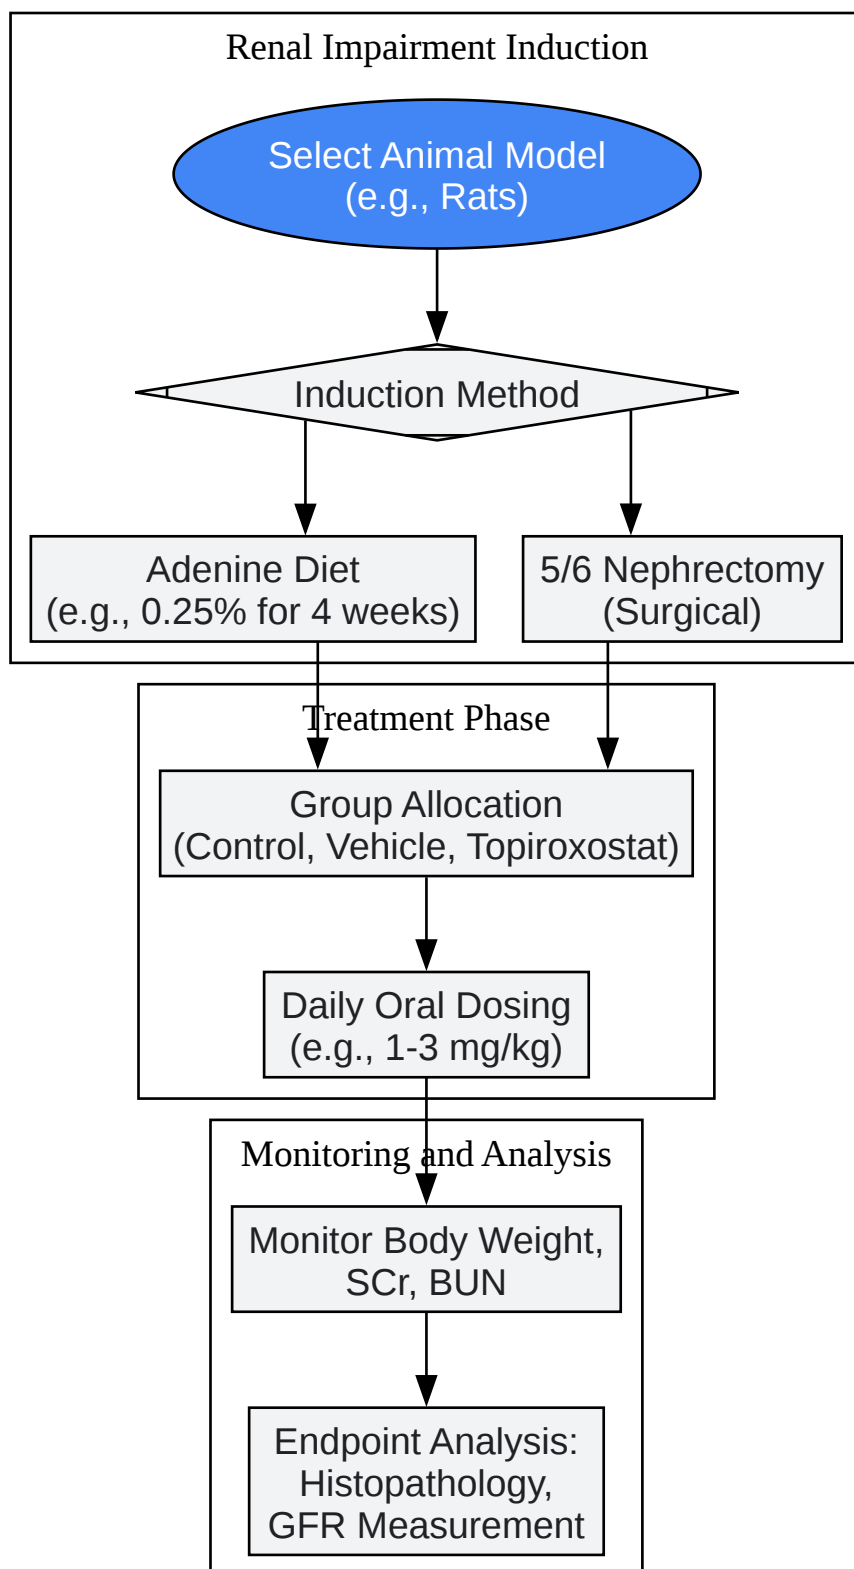 Renal Impairment Induction
Select Animal Model
(e.g., Rats)
Induction Method
Adenine Diet
(e.g., 0.25% for 4 weeks)
5/6 Nephrectomy
(Surgical)
Treatment Phase
Group Allocation
(Control, Vehicle, Topiroxostat)
Daily Oral Dosing
(e.g., 1-3 mg/kg)
Monitoring and Analysis
Monitor Body Weight,
SCr, BUN
Endpoint Analysis:
Histopathology,
GFR Measurement